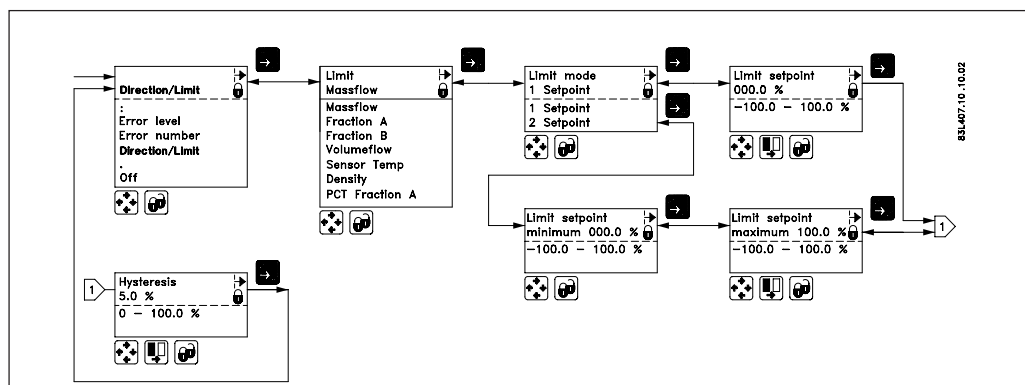 Direction/Limit
:
Error level
Error number
Direction/Limit
.
Off
Limit
Massflow
Massflow
Fraction A
Fraction B
Volumeflow
Sensor Temp
Density
PCT Fraction A
Limit mode
1 Setpoint
1 Setpoint
2 Setpoint
Limit setpoint
000.0 %
-100.0 - 100.0 %
83L407.10.10.02
Limit setpoint
minimum 000.0 %
-100.0 - 100.0 %
Limit setpoint
maximum 100.0 %
-100.0 - 100.0 %
1
1
Hysteresis
5.0 %
0 - 100.0 %